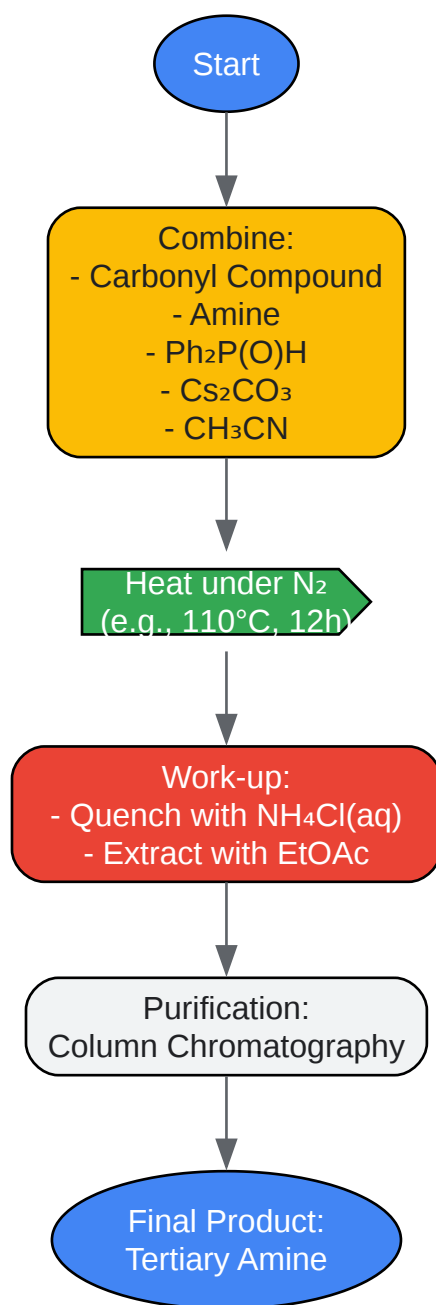 Start
Combine:
- Carbonyl Compound
- Amine
- Ph₂P(O)H
- Cs₂CO₃
- CH₃CN
Heat under N₂
(e.g., 110°C, 12h)
Work-up:
- Quench with NH₄Cl(aq)
- Extract with EtOAc
Purification:
Column Chromatography
Final Product:
Tertiary Amine